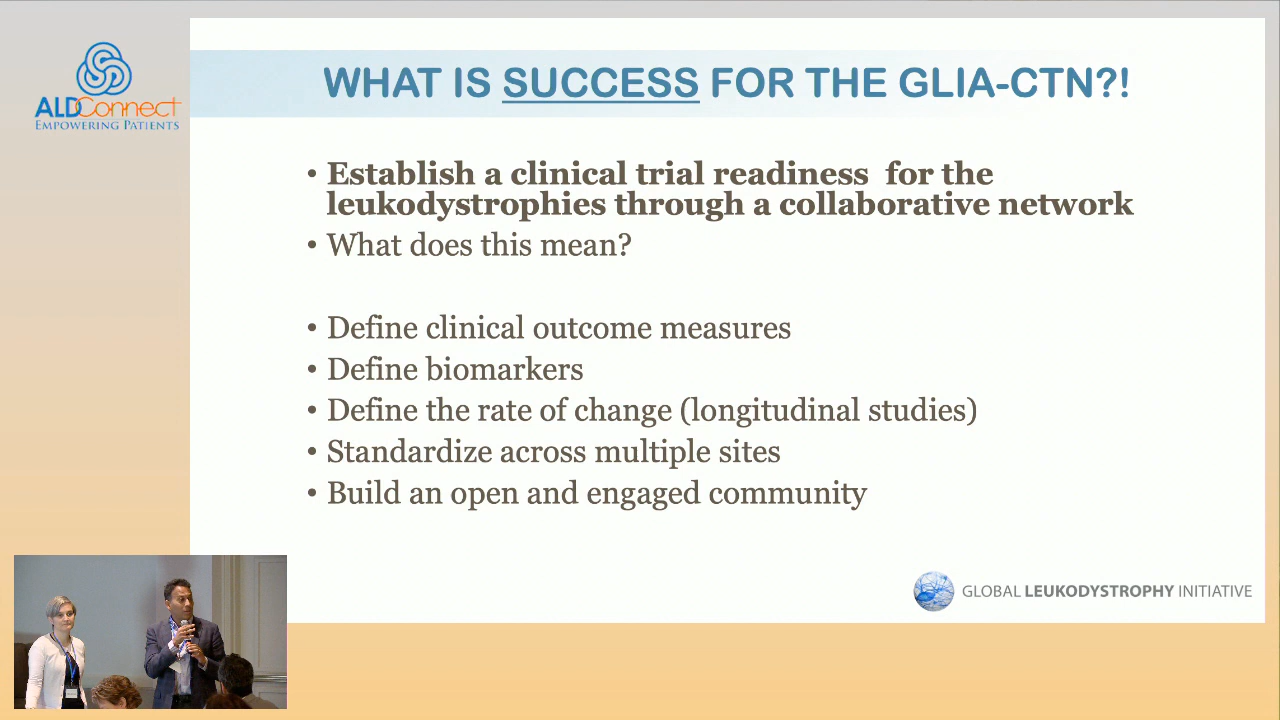 ALDConnect
EMPOWERING PATIENTS
WHAT IS SUCCESS FOR THE GLIA-CTN?!
• Establish a clinical trial readiness for the
leukodystrophies through a collaborative network
• What does this mean?
• Define clinical outcome measures
• Define biomarkers
• Define the rate of change (longitudinal studies)
• Standardize across multiple sites
• Build an open and engaged community
GLOBAL LEUKODYSTROPHY INITIATIVE